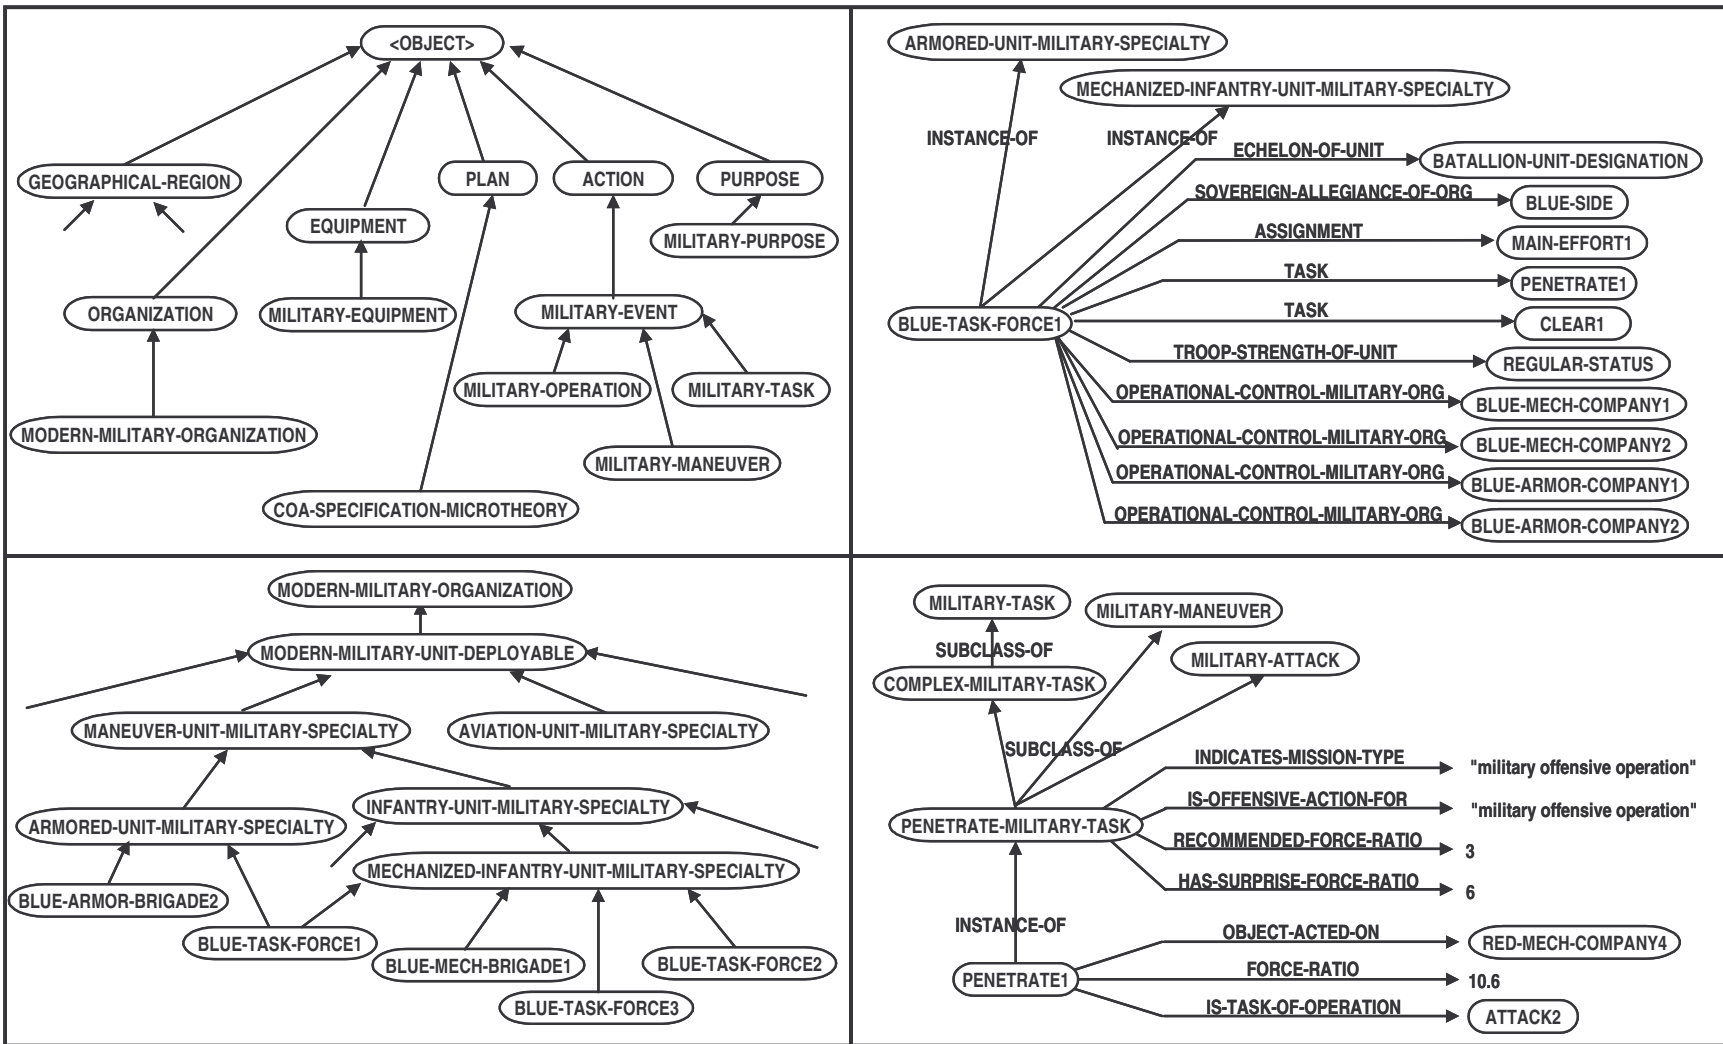 <OBJECT>
GEOGRAPHICAL-REGION
PLAN
ACTION
PURPOSE
EQUIPMENT
MILITARY-PURPOSE
ORGANIZATION
MILITARY-EQUIPMENT
MILITARY-EVENT
MILITARY-OPERATION
MILITARY-TASK
MODERN-MILITARY-ORGANIZATION
MILITARY-MANEUVER
COA-SPECIFICATION-MICROTHEORY
ARMORED-UNIT-MILITARY-SPECIALTY
MECHANIZED-INFANTRY-UNIT-MILITARY-SPECIALTY
INSTANCE-OF
INSTANCE-OF
ECHELON-OF-UNIT
BATALLION-UNIT-DESIGNATION
SOVEREIGN-ALLEGIANCE-OF-ORG
BLUE-SIDE
ASSIGNMENT
MAIN-EFFORT1
TASK
PENETRATE1
BLUE-TASK-FORCE1
TASK
CLEAR1
TROOP-STRENGTH-OF-UNIT
REGULAR-STATUS
OPERATIONAL-CONTROL-MILITARY-ORG
BLUE-MECH-COMPANY1
OPERATIONAL-CONTROL-MILITARY-ORG
BLUE-MECH-COMPANY2
OPERATIONAL-CONTROL-MILITARY-ORG
BLUE-ARMOR-COMPANY1
OPERATIONAL-CONTROL-MILITARY-ORG
BLUE-ARMOR-COMPANY2
MODERN-MILITARY-ORGANIZATION
MODERN-MILITARY-UNIT-DEPLOYABLE
MANEUVER-UNIT-MILITARY-SPECIALTY
AVIATION-UNIT-MILITARY-SPECIALTY
INFANTRY-UNIT-MILITARY-SPECIALTY
ARMORED-UNIT-MILITARY-SPECIALTY
MECHANIZED-INFANTRY-UNIT-MILITARY-SPECIALTY
BLUE-ARMOR-BRIGADE2
BLUE-TASK-FORCE1
BLUE-MECH-BRIGADE1
BLUE-TASK-FORCE2
BLUE-TASK-FORCE3
MILITARY-TASK
MILITARY-MANEUVER
SUBCLASS-OF
MILITARY-ATTACK
COMPLEX-MILITARY-TASK
SUBCLASS-OF
INDICATES-MISSION-TYPE
"military offensive operation"
IS-OFFENSIVE-ACTION-FOR
"military offensive operation"
PENETRATE-MILITARY-TASK
RECOMMENDED-FORCE-RATIO
3
HAS-SURPRISE-FORCE-RATIO
6
INSTANCE-OF
OBJECT-ACTED-ON
RED-MECH-COMPANY4
PENETRATE1
FORCE-RATIO
10.6
IS-TASK-OF-OPERATION
ATTACK2